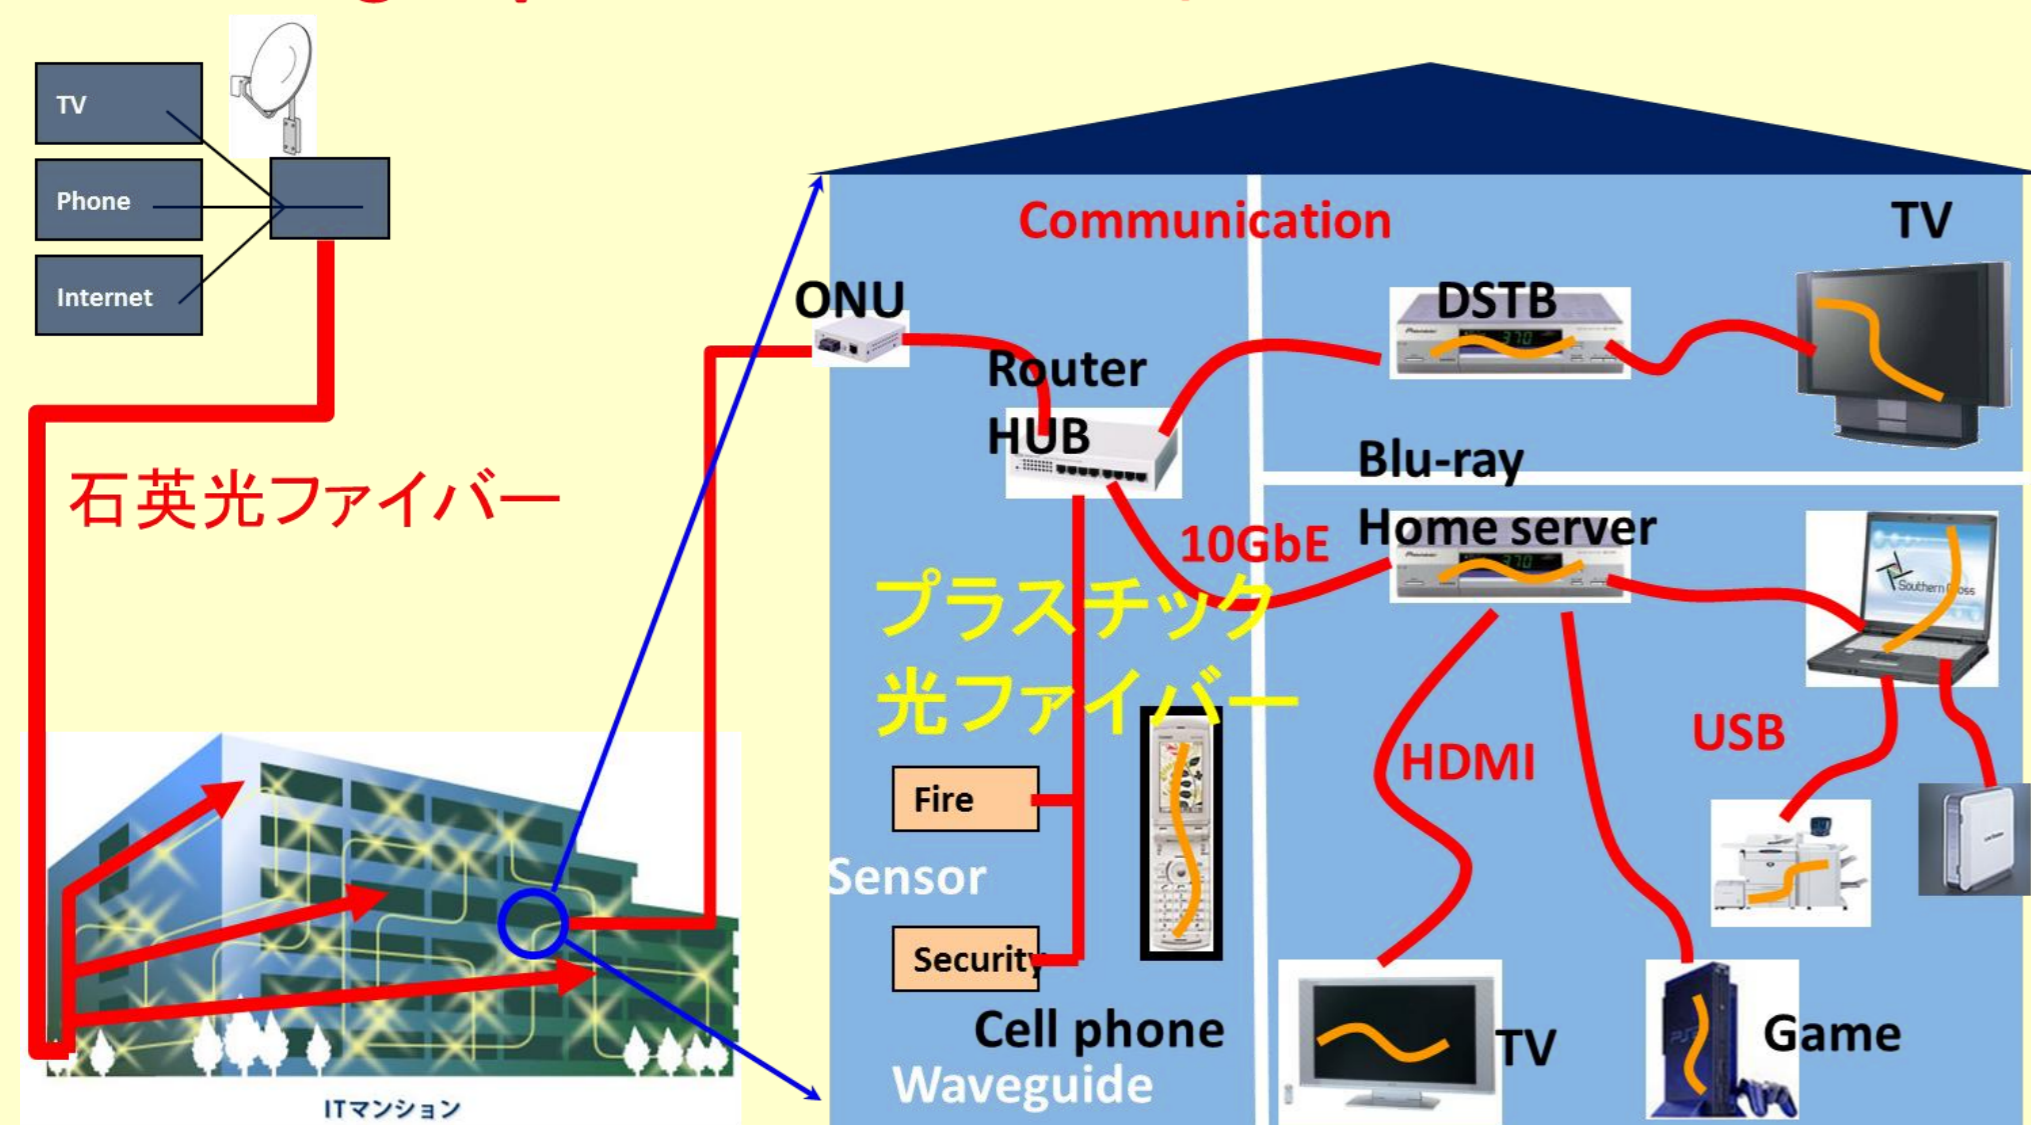 TV
Phone
Internet
石英光ファイバー
ITマンション
Communication
TV
ONU
DSTB
370
Router
HUB
Blu-ray
Home server
370
10GbE
プラスチック
光ファイバー
HDMI
USB
Fire
Sensor
Security
Cell phone
Waveguide
TV
Game